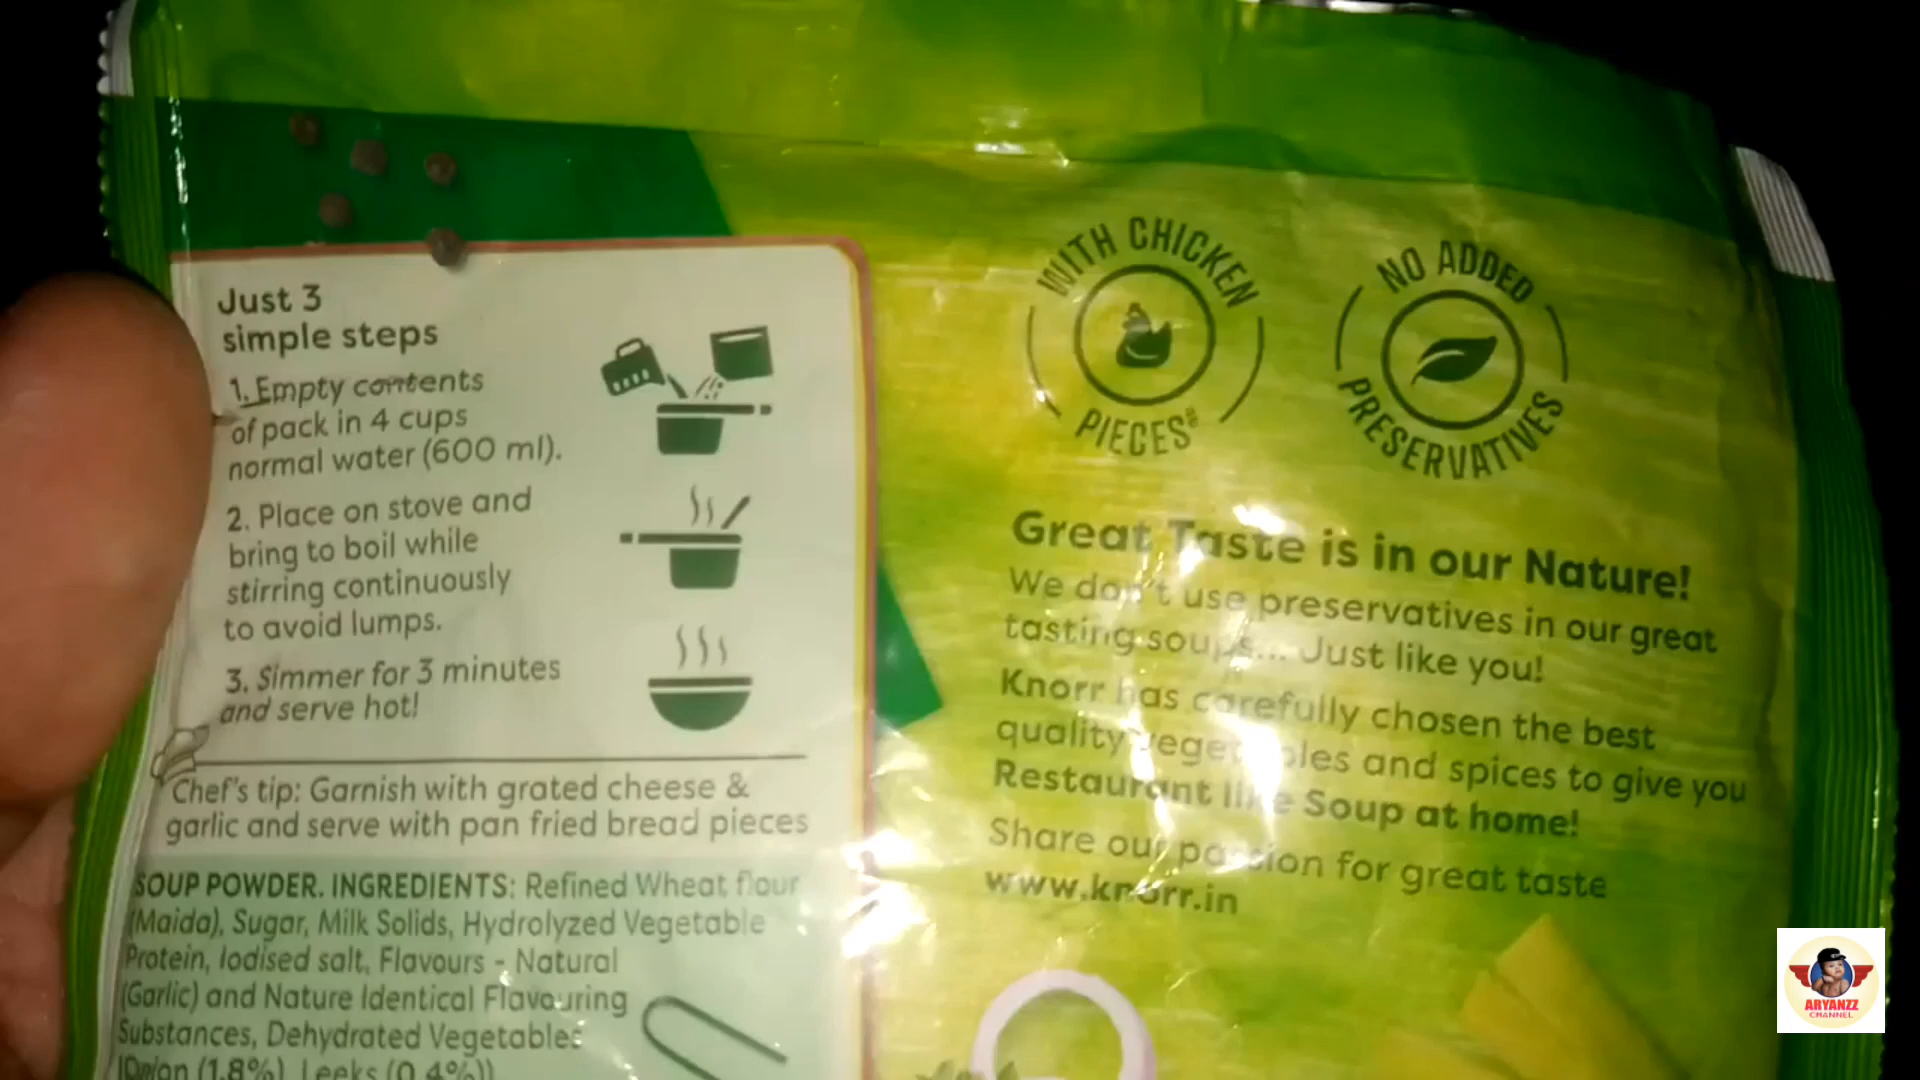 Just 3
simple steps
1. Empty contents
of pack in 4 cups
normal water (600 ml).
2. Place on stove and
bring to boil while
stirring continuously
to avoid lumps.
3. Simmer for 3 minutes
and serve hot!
Chef's tip: Garnish with grated cheese &
garlic and serve with pan fried bread pieces
SOUP POWDER. INGREDIENTS: Refined Wheat flour
(Maida), Sugar, Milk Solids, Hydrolyzed Vegetable
Protein, Iodised salt, Flavours - Natural
(Garlic) and Nature Identical Flavouring
Substances, Dehydrated Vegetables
(Onion (1.8%), Leeks (0.4%))
WITH CHICKEN
PIECES#
NO ADDED
PRESERVATIVES
Great Taste is in our Nature!
We don't use preservatives in our great
tasting soups... Just like you!
Knorr has carefully chosen the best
quality vegetables and spices to give you
Restaurant like Soup at home!
Share our passion for great taste
www.knorr.in
ARYANZZ
CHANNEL